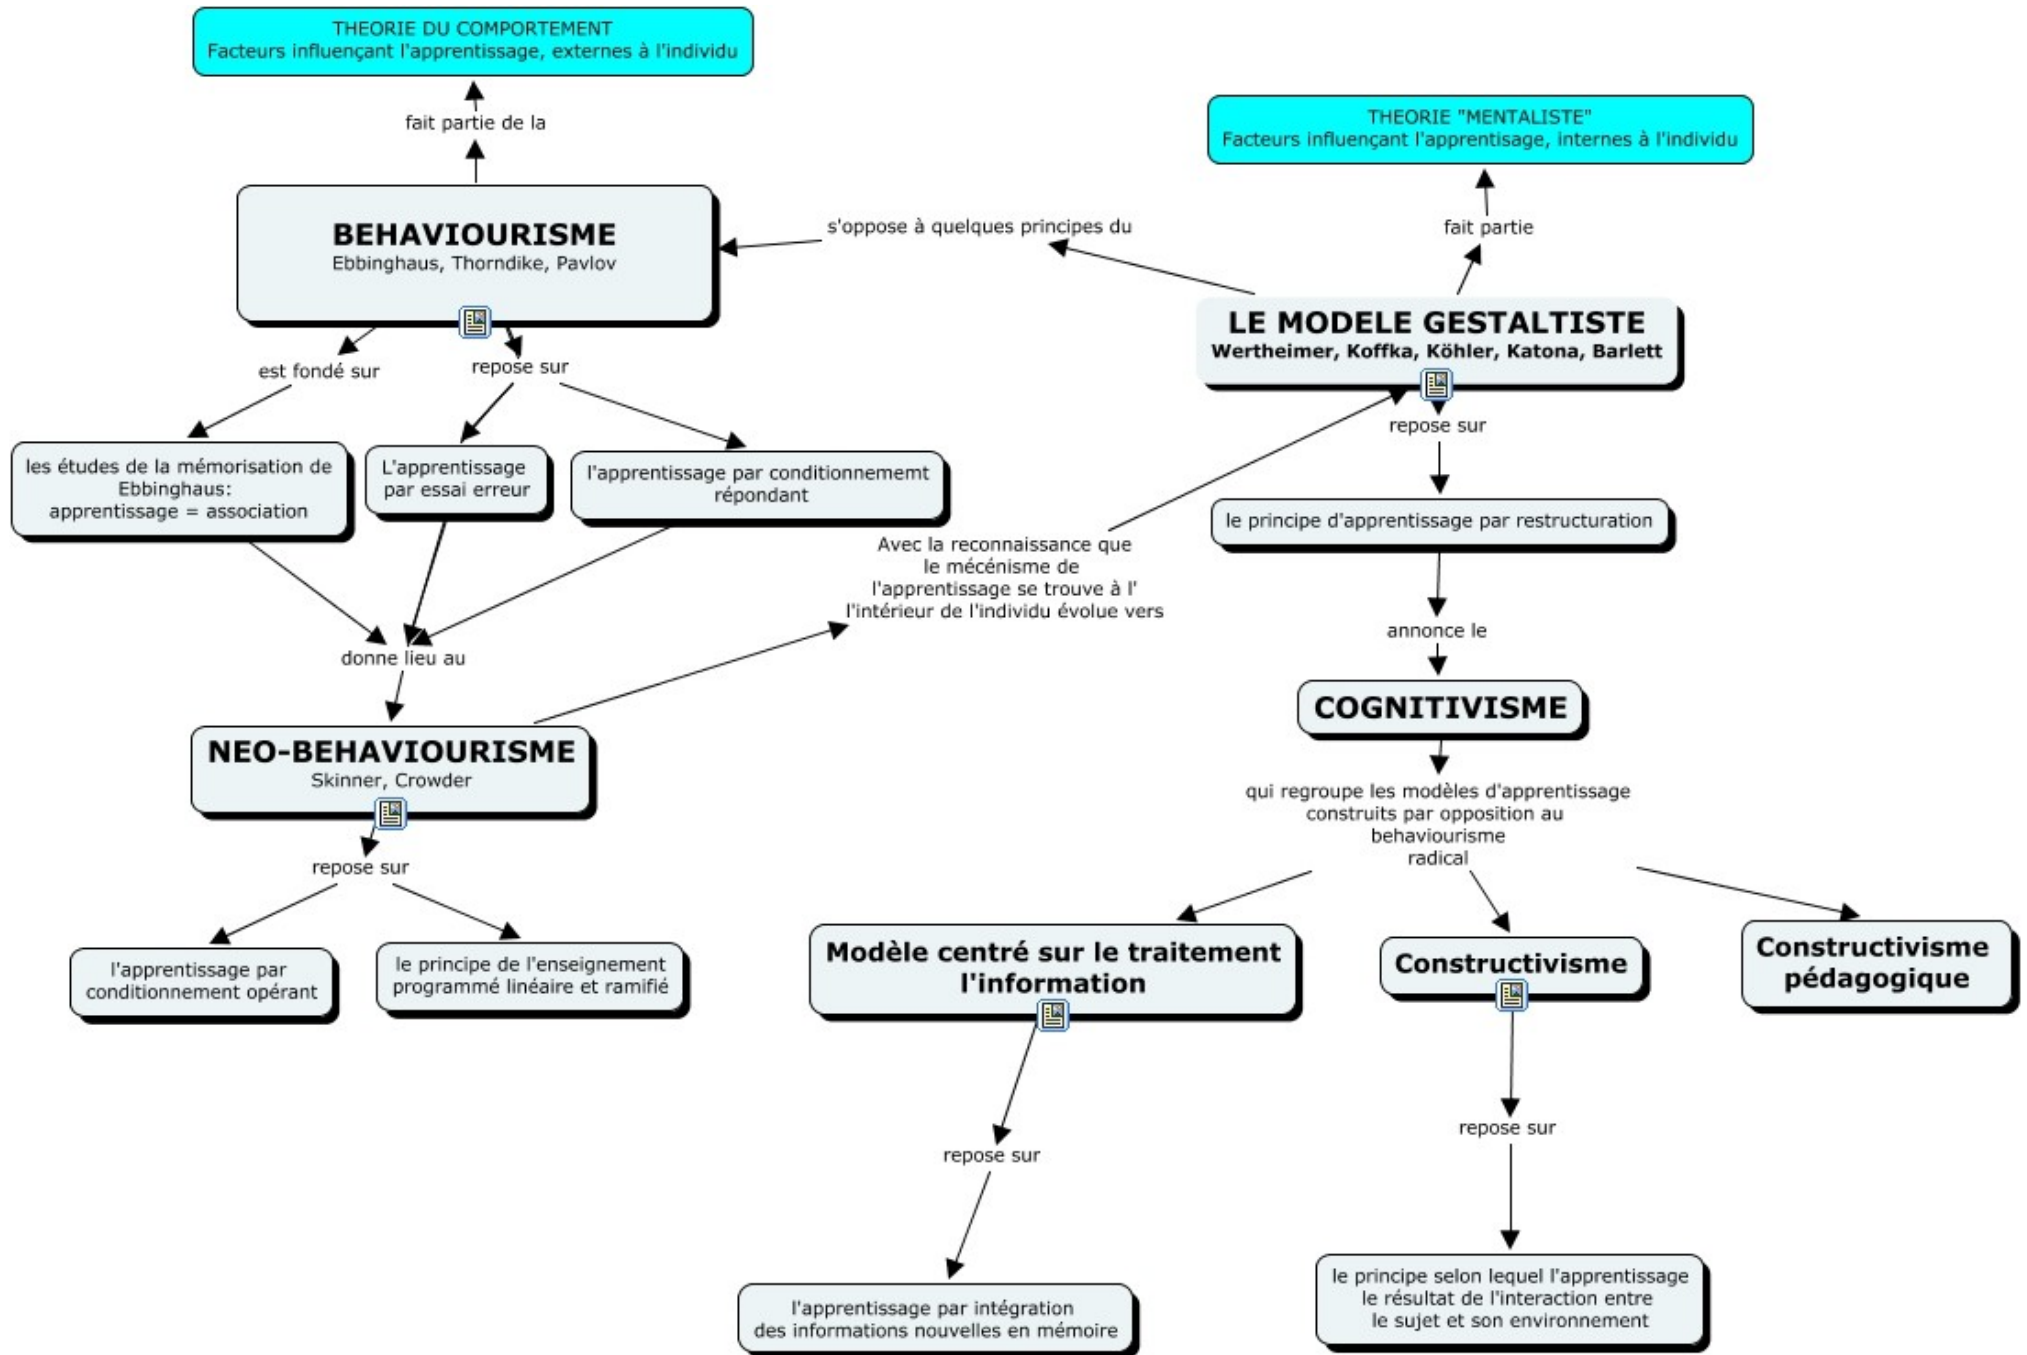 THEORIE DU COMPORTEMENT
Facteurs influençant l'apprentissage, externes à l'individu
fait partie de la
BEHAVIOURISME
Ebbinghaus, Thorndike, Pavlov
s'oppose à quelques principes du
THEORIE "MENTALISTE"
Facteurs influençant l'apprentisage, internes à l'individu
fait partie
LE MODELE GESTALTISTE
Wertheimer, Koffka, Köhler, Katona, Barlett
est fondé sur
repose sur
les études de la mémorisation de
Ebbinghaus:
apprentissage = association
L'apprentissage
par essai erreur
l'apprentissage par conditionnememt
répondant
repose sur
le principe d'apprentissage par restructuration
Avec la reconnaissance que
le mécénisme de
l'apprentissage se trouve à l'
l'intérieur de l'individu évolue vers
donne lieu au
annonce le
COGNITIVISME
NEO-BEHAVIOURISME
Skinner, Crowder
repose sur
l'apprentissage par
conditionnement opérant
le principe de l'enseignement
programmé linéaire et ramifié
qui regroupe les modèles d'apprentissage
construits par opposition au
behaviourisme
radical
Modèle centré sur le traitement
l'information
Constructivisme
Constructivisme
pédagogique
repose sur
repose sur
l'apprentissage par intégration
des informations nouvelles en mémoire
le principe selon lequel l'apprentissage
le résultat de l'interaction entre
le sujet et son environnement